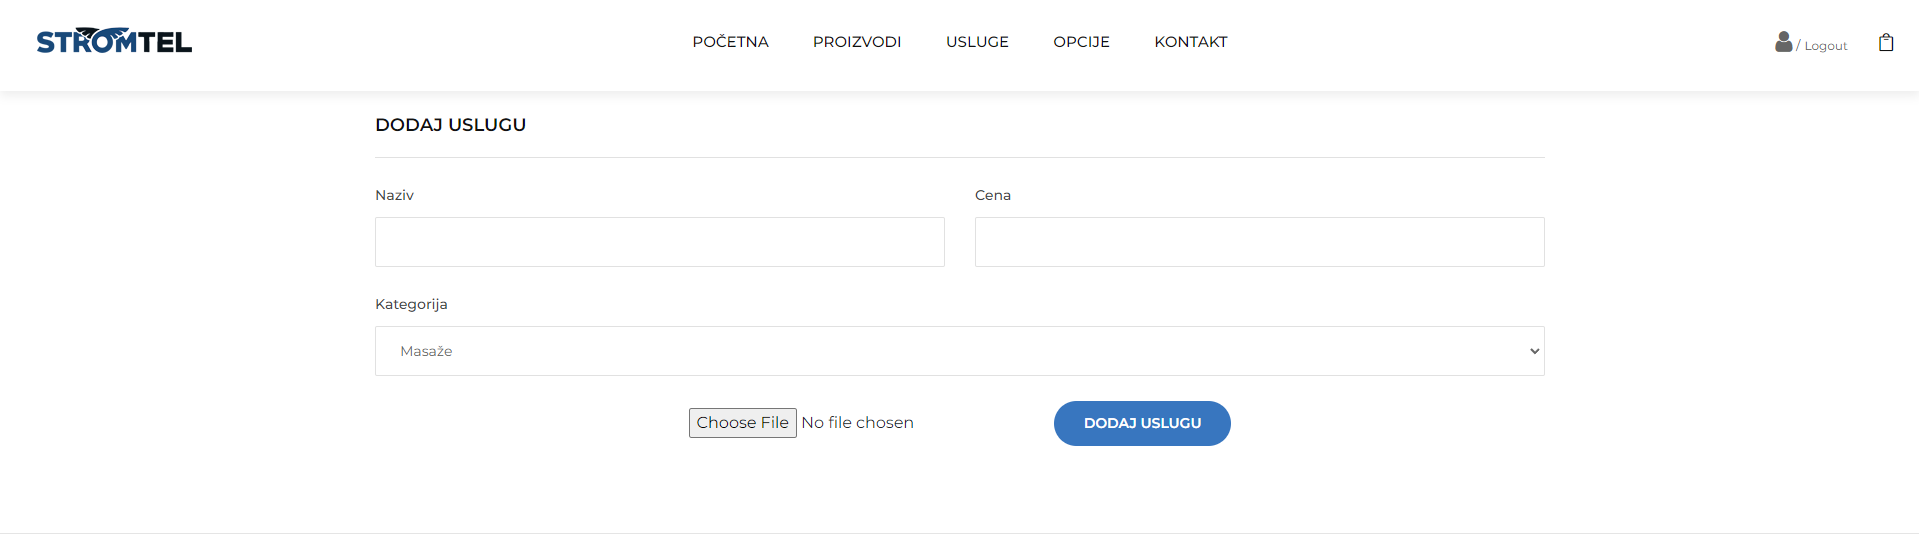 STROMTEL
POČETNA PROIZVODI USLUGE OPCIJE KONTAKT
/ Logout
DODAJ USLUGU
Naziv Cena
Kategorija
Masaže
Choose File No file chosen DODAJ USLUGU